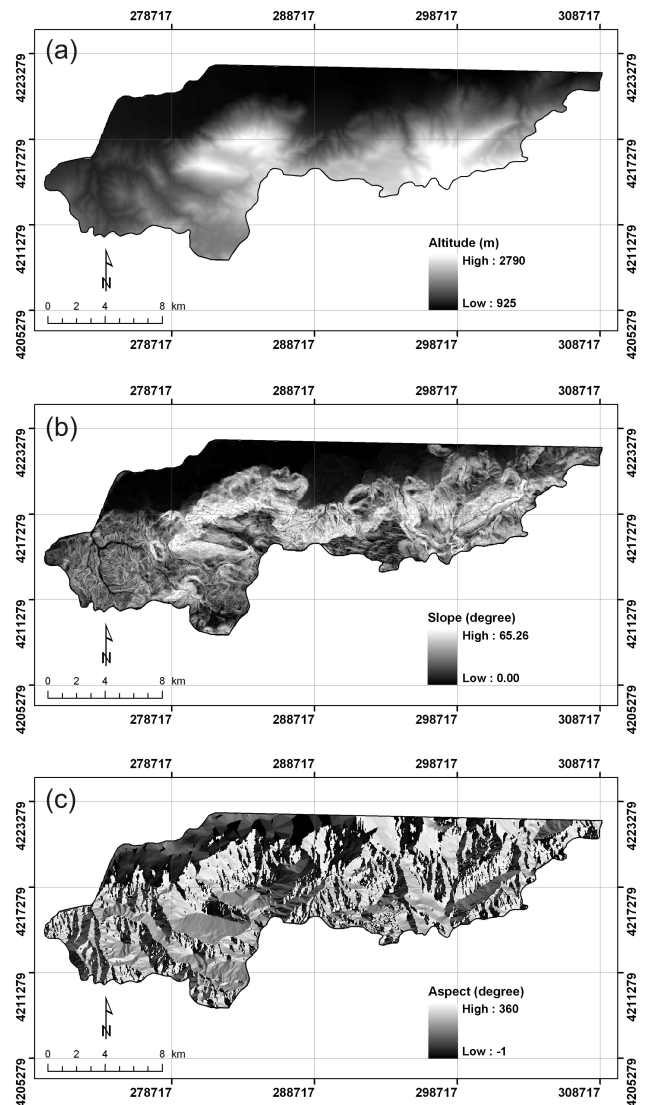 278717 288717 298717 308717
(a)
4223279 4223279
4217279 4217279
4211279 4211279
4205279 4205279
Altitude (m)
High : 2790
Low : 925
N
0 2 4 8 km
278717 288717 298717 308717
278717 288717 298717 308717
(b)
4223279 4223279
4217279 4217279
4211279 4211279
4205279 4205279
Slope (degree)
High : 65.26
Low : 0.00
N
0 2 4 8 km
278717 288717 298717 308717
278717 288717 298717 308717
(c)
4223279 4223279
4217279 4217279
4211279 4211279
4205279 4205279
Aspect (degree)
High : 360
Low : -1
N
0 2 4 8 km
278717 288717 298717 308717